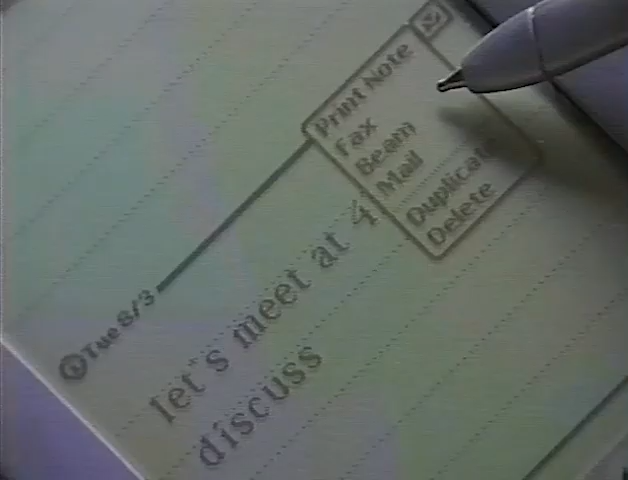 Tue 8/3
Print Note
Fax
Beam
Mail
Duplicate
Delete
let's meet at 4
discuss